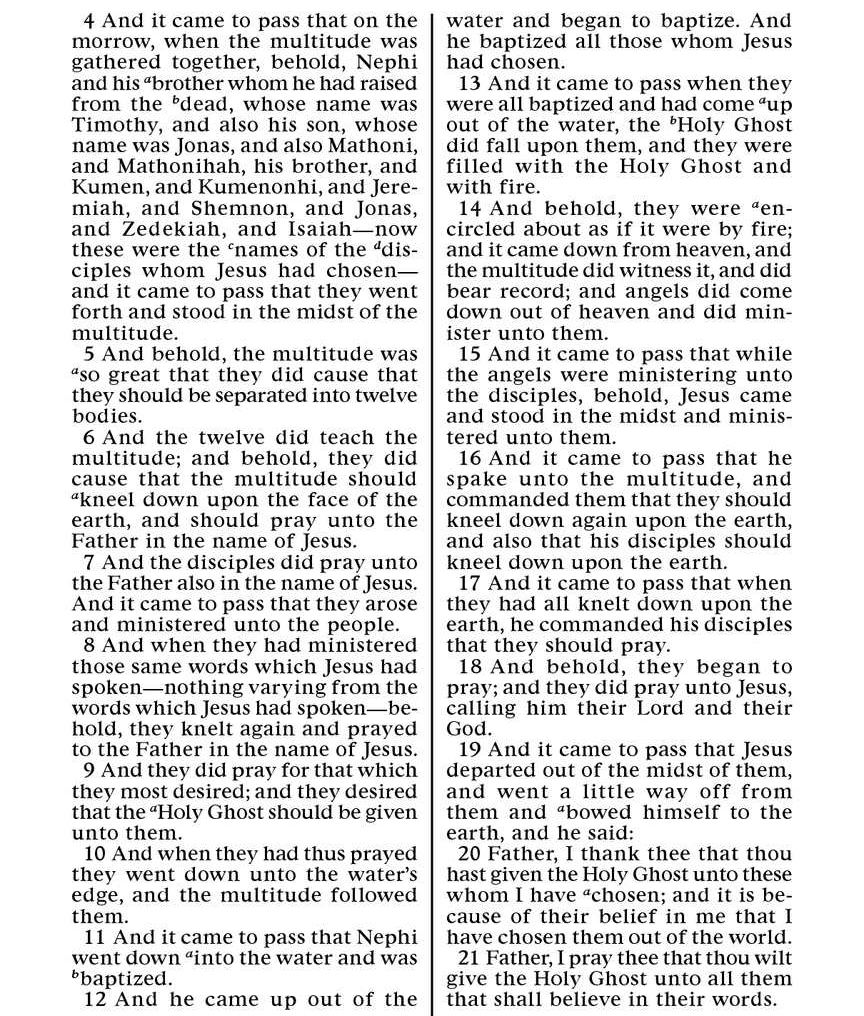 4 And it came to pass that on the
morrow, when the multitude was
gathered together, behold, Nephi
and his ᵃbrother whom he had raised
from the ᵇdead, whose name was
Timothy, and also his son, whose
name was Jonas, and also Mathoni,
and Mathonihah, his brother, and
Kumen, and Kumenonhi, and Jere-
miah, and Shemnon, and Jonas,
and Zedekiah, and Isaiah—now
these were the ᶜnames of the ᵈdis-
ciples whom Jesus had chosen—
and it came to pass that they went
forth and stood in the midst of the
multitude.
5 And behold, the multitude was
ᵃso great that they did cause that
they should be separated into twelve
bodies.
6 And the twelve did teach the
multitude; and behold, they did
cause that the multitude should
ᵃkneel down upon the face of the
earth, and should pray unto the
Father in the name of Jesus.
7 And the disciples did pray unto
the Father also in the name of Jesus.
And it came to pass that they arose
and ministered unto the people.
8 And when they had ministered
those same words which Jesus had
spoken—nothing varying from the
words which Jesus had spoken—be-
hold, they knelt again and prayed
to the Father in the name of Jesus.
9 And they did pray for that which
they most desired; and they desired
that the ᵃHoly Ghost should be given
unto them.
10 And when they had thus prayed
they went down unto the water’s
edge, and the multitude followed
them.
11 And it came to pass that Nephi
went down ᵃinto the water and was
ᵇbaptized.
12 And he came up out of the
water and began to baptize. And
he baptized all those whom Jesus
had chosen.
13 And it came to pass when they
were all baptized and had come ᵃup
out of the water, the ᵇHoly Ghost
did fall upon them, and they were
filled with the Holy Ghost and
with fire.
14 And behold, they were ᵃen-
circled about as if it were by fire;
and it came down from heaven, and
the multitude did witness it, and did
bear record; and angels did come
down out of heaven and did min-
ister unto them.
15 And it came to pass that while
the angels were ministering unto
the disciples, behold, Jesus came
and stood in the midst and minis-
tered unto them.
16 And it came to pass that he
spake unto the multitude, and
commanded them that they should
kneel down again upon the earth,
and also that his disciples should
kneel down upon the earth.
17 And it came to pass that when
they had all knelt down upon the
earth, he commanded his disciples
that they should pray.
18 And behold, they began to
pray; and they did pray unto Jesus,
calling him their Lord and their
God.
19 And it came to pass that Jesus
departed out of the midst of them,
and went a little way off from
them and ᵃbowed himself to the
earth, and he said:
20 Father, I thank thee that thou
hast given the Holy Ghost unto these
whom I have ᵃchosen; and it is be-
cause of their belief in me that I
have chosen them out of the world.
21 Father, I pray thee that thou wilt
give the Holy Ghost unto all them
that shall believe in their words.